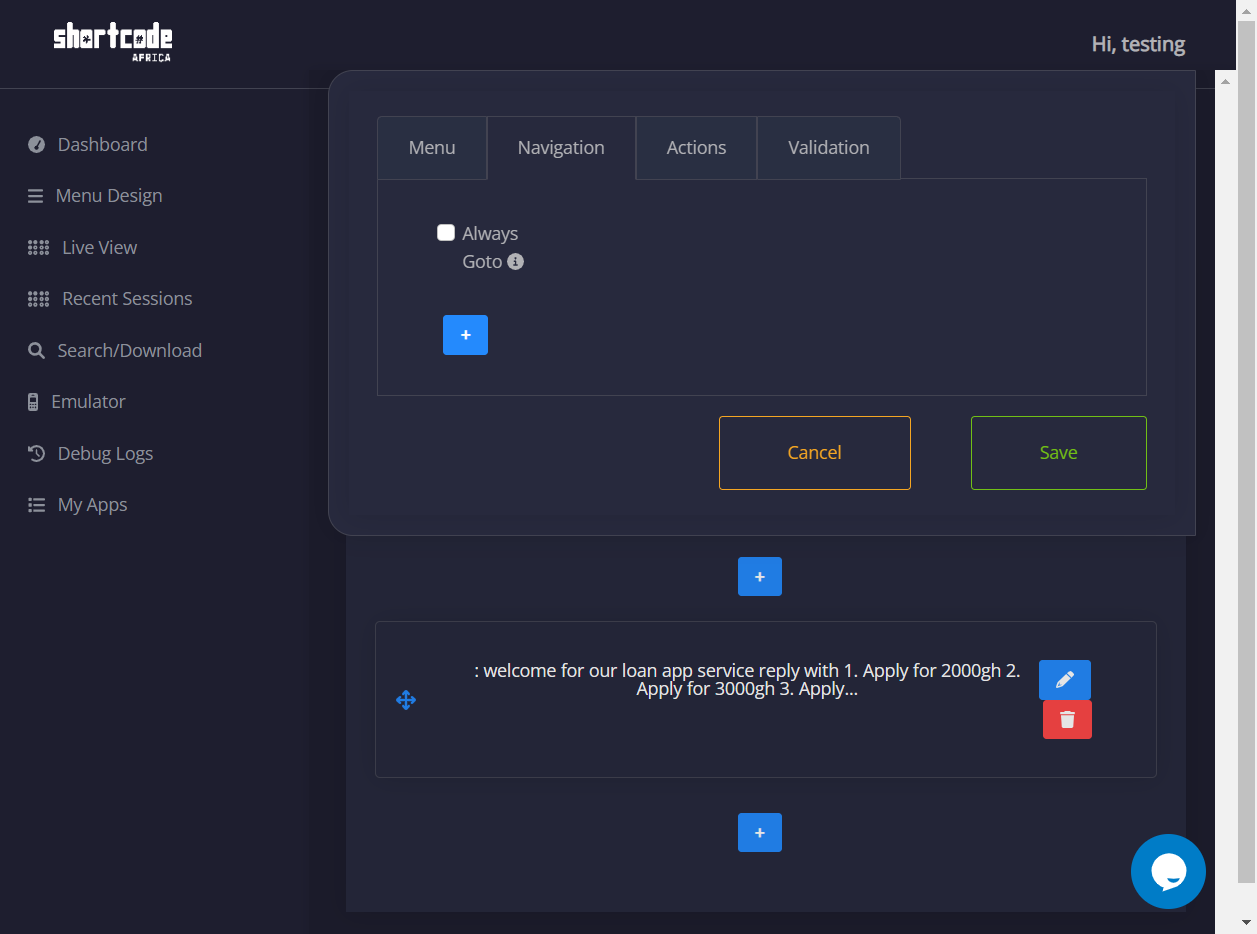 shortcode
AFRICA
Hi, testing
Dashboard
Menu Design
Live View
Recent Sessions
Search/Download
Emulator
Debug Logs
My Apps
Menu
Navigation
Actions
Validation
Always
Goto
+
Cancel
Save
+
: welcome for our loan app service reply with 1. Apply for 2000gh 2.
Apply for 3000gh 3. Apply...
+